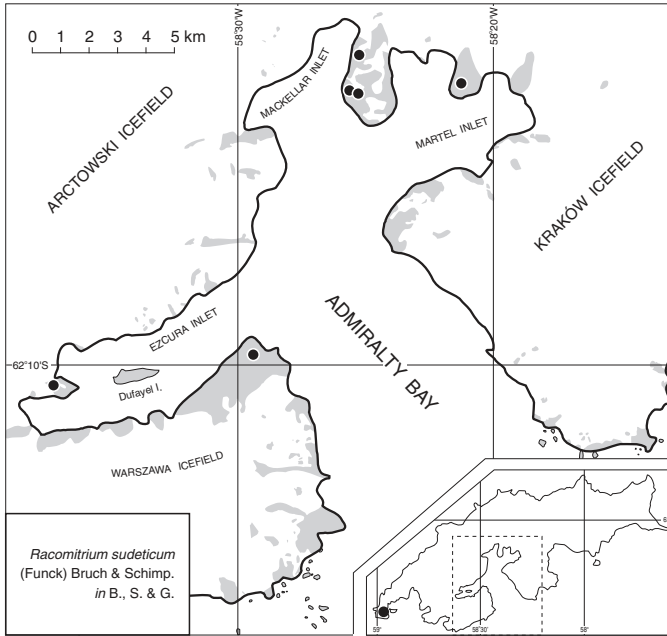 58°30'W
58°20'W
0 1 2 3 4 5 km
MACKELLAR INLET
MARTEL INLET
ARCTOWSKI ICEFIELD
KRAKÓW ICEFIELD
EZCURA INLET
ADMIRALTY BAY
62°10'S
Dufayel I.
WARSZAWA ICEFIELD
Racomitrium sudeticum
(Funck) Bruch & Schimp.
in B., S. & G.
59°
58°30
58°